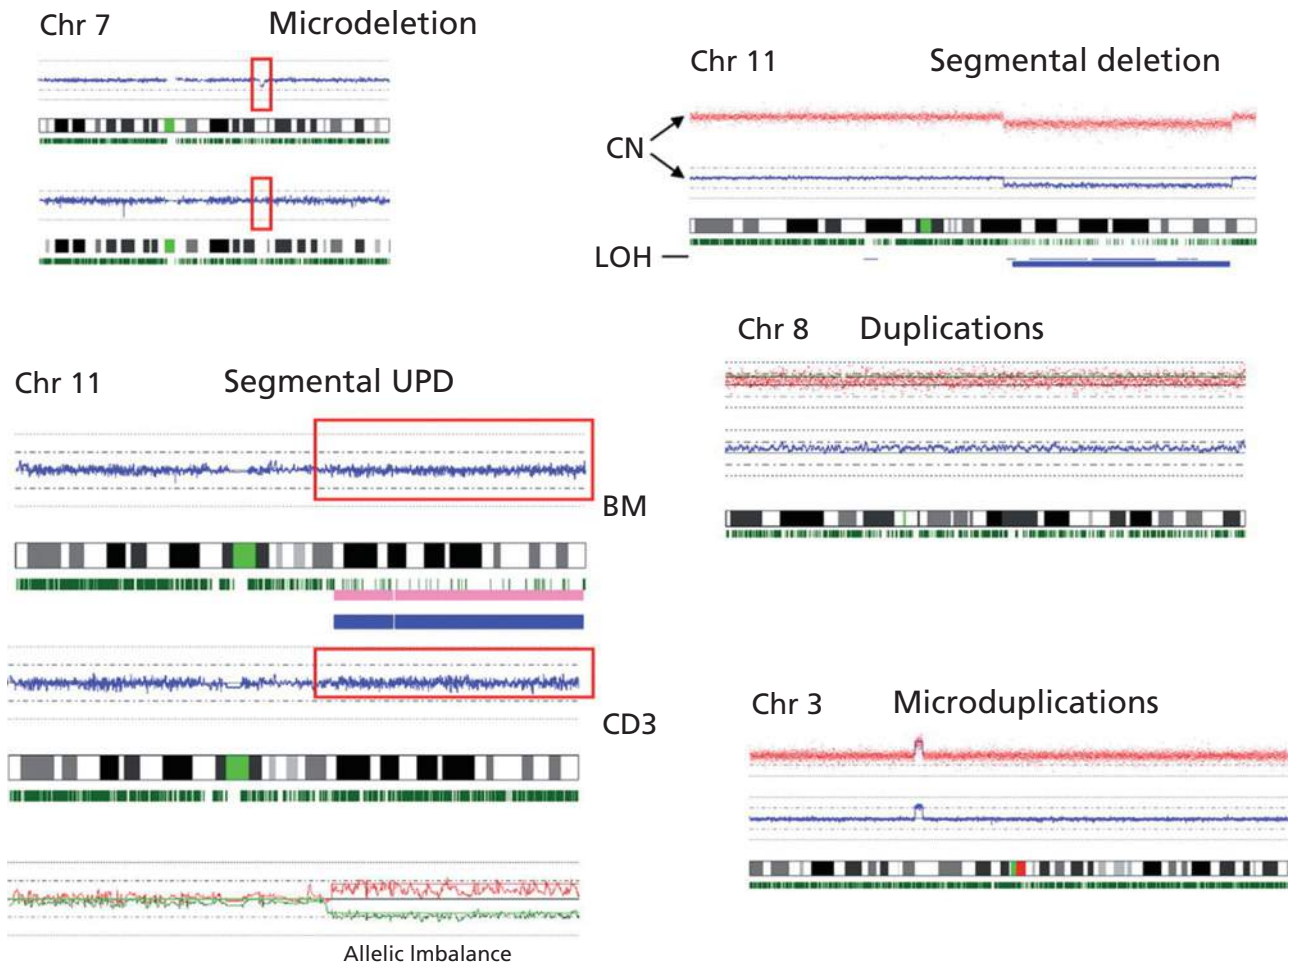 Chr 7 Microdeletion
Chr 11 Segmental deletion
CN
LOH
Chr 8 Duplications
Chr 11 Segmental UPD
BM
CD3
Chr 3 Microduplications
Allelic Imbalance